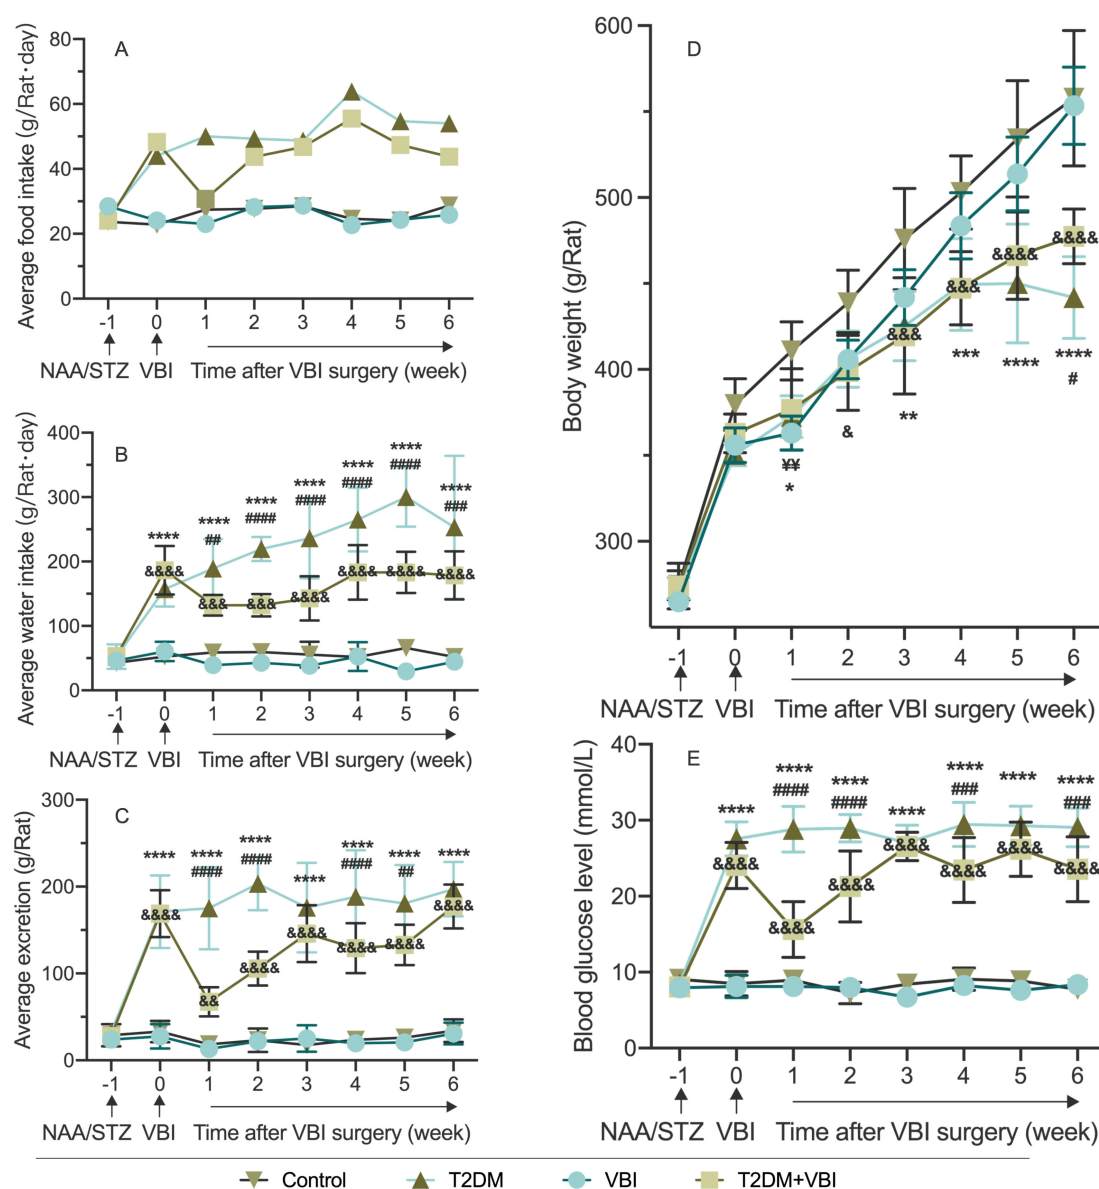 A
Average food intake (g/Rat·day)
80
60
40
20
0
-1 0 1 2 3 4 5 6
NAA/STZ VBI Time after VBI surgery (week)
B
Average water intake (g/Rat·day)
400
300
200
100
0
**** **** **** **** **** **** ****
## #### #### #### #### ###
&&&& &&& &&& &&&& &&&& &&&& &&&&
-1 0 1 2 3 4 5 6
NAA/STZ VBI Time after VBI surgery (week)
C
Average excretion (g/Rat)
300
200
100
0
**** **** **** **** **** **** ****
#### #### #### ##
&&&& && &&&& &&&& &&&& &&&& &&&&
-1 0 1 2 3 4 5 6
NAA/STZ VBI Time after VBI surgery (week)
D
Body weight (g/Rat)
600
500
400
300
& &&& &&& &&&& &&&&
¥¥
* ** *** **** ****
#
-1 0 1 2 3 4 5 6
NAA/STZ VBI Time after VBI surgery (week)
E
Blood glucose level (mmol/L)
40
30
20
10
0
**** **** **** **** **** **** ****
#### #### ### ###
&&&& &&&& &&&& &&&& &&&& &&&& &&&&
-1 0 1 2 3 4 5 6
NAA/STZ VBI Time after VBI surgery (week)
Control T2DM VBI T2DM+VBI